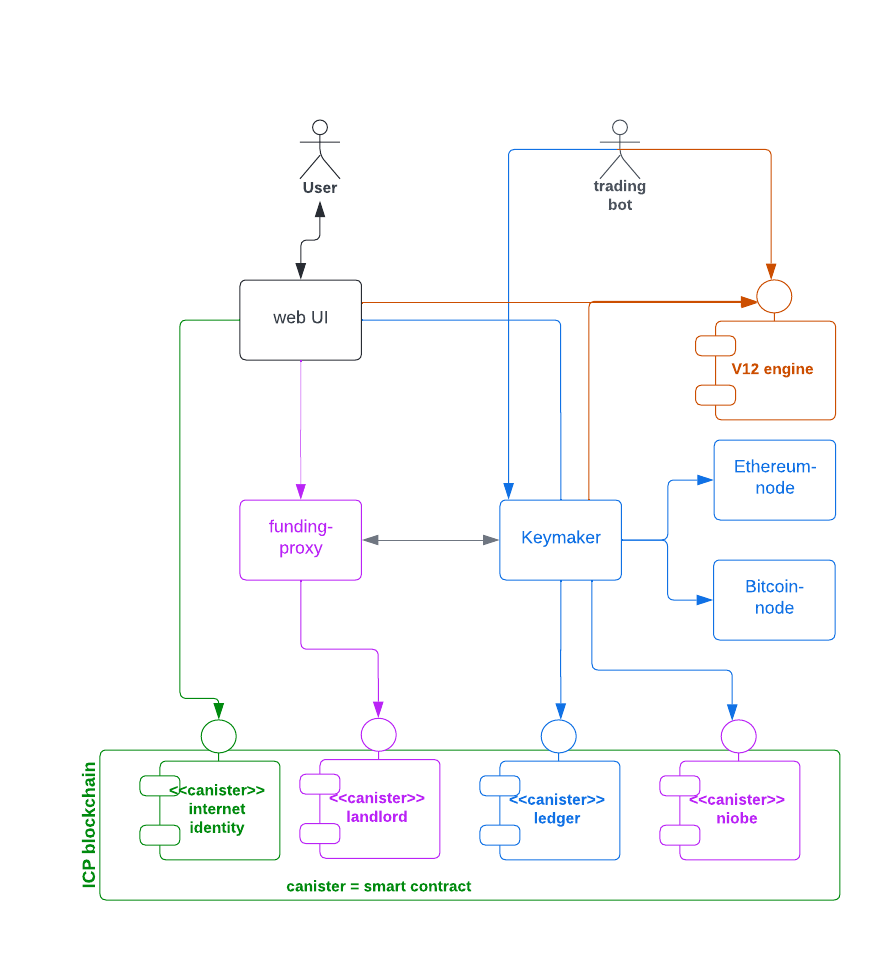 User
trading
bot
web UI
V12 engine
Ethereum-
node
funding-
proxy
Keymaker
Bitcoin-
node
ICP blockchain
<<canister>>
internet
identity
<<canister>>
landlord
<<canister>>
ledger
<<canister>>
niobe
canister = smart contract